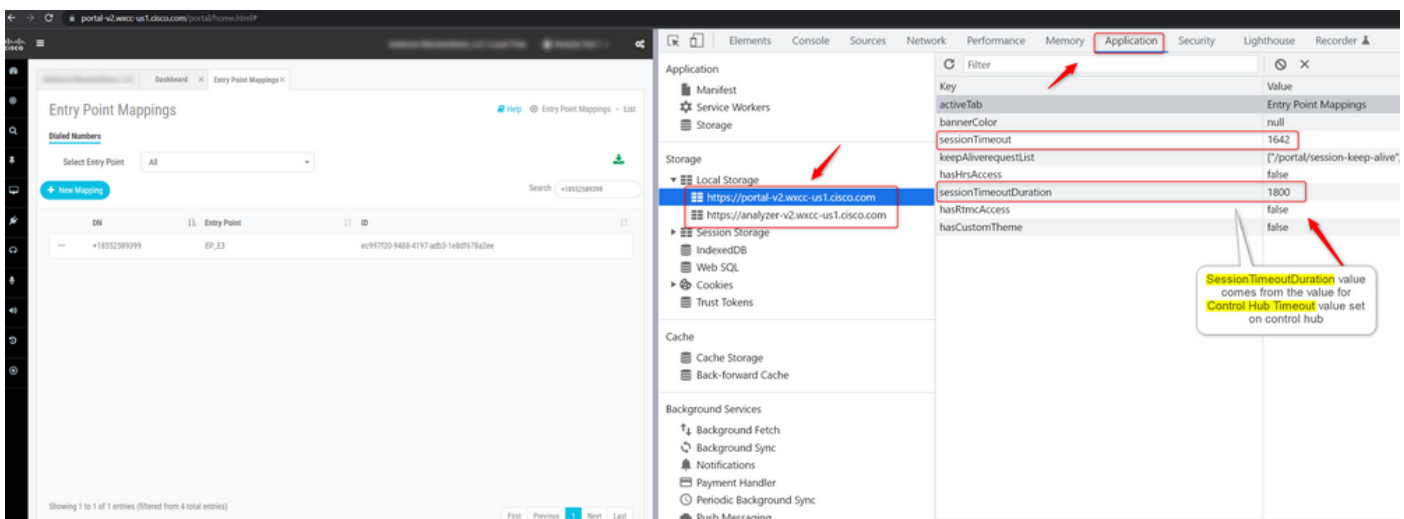 portal-v2.wxcc-us1.cisco.com/portal/home.html#
cisco
Dashboard × Entry Point Mappings ×
Entry Point Mappings
Help Entry Point Mappings > List
Dialed Numbers
Select Entry Point All
+ New Mapping
Search +18552589399
DN Entry Point ID
+18552589399 EP_E3 ec997f20-9488-4197-adb3-1e8df678a2ee
Showing 1 to 1 of 1 entries (filtered from 4 total entries)
First Previous 1 Next Last
Elements Console Sources Network Performance Memory Application Security Lighthouse Recorder
Application
Manifest
Service Workers
Storage
Storage
Local Storage
https://portal-v2.wxcc-us1.cisco.com
https://analyzer-v2.wxcc-us1.cisco.com
Session Storage
IndexedDB
Web SQL
Cookies
Trust Tokens
Cache
Cache Storage
Back-forward Cache
Background Services
Background Fetch
Background Sync
Notifications
Payment Handler
Periodic Background Sync
Push Messaging
Filter
Key Value
activeTab Entry Point Mappings
bannerColor null
sessionTimeout 1642
keepAliverequestList ["/portal/session-keep-alive",
hasHrsAccess false
sessionTimeoutDuration 1800
hasRtmcAccess false
hasCustomTheme false
SessionTimeoutDuration value
comes from the value for
Control Hub Timeout value set
on control hub